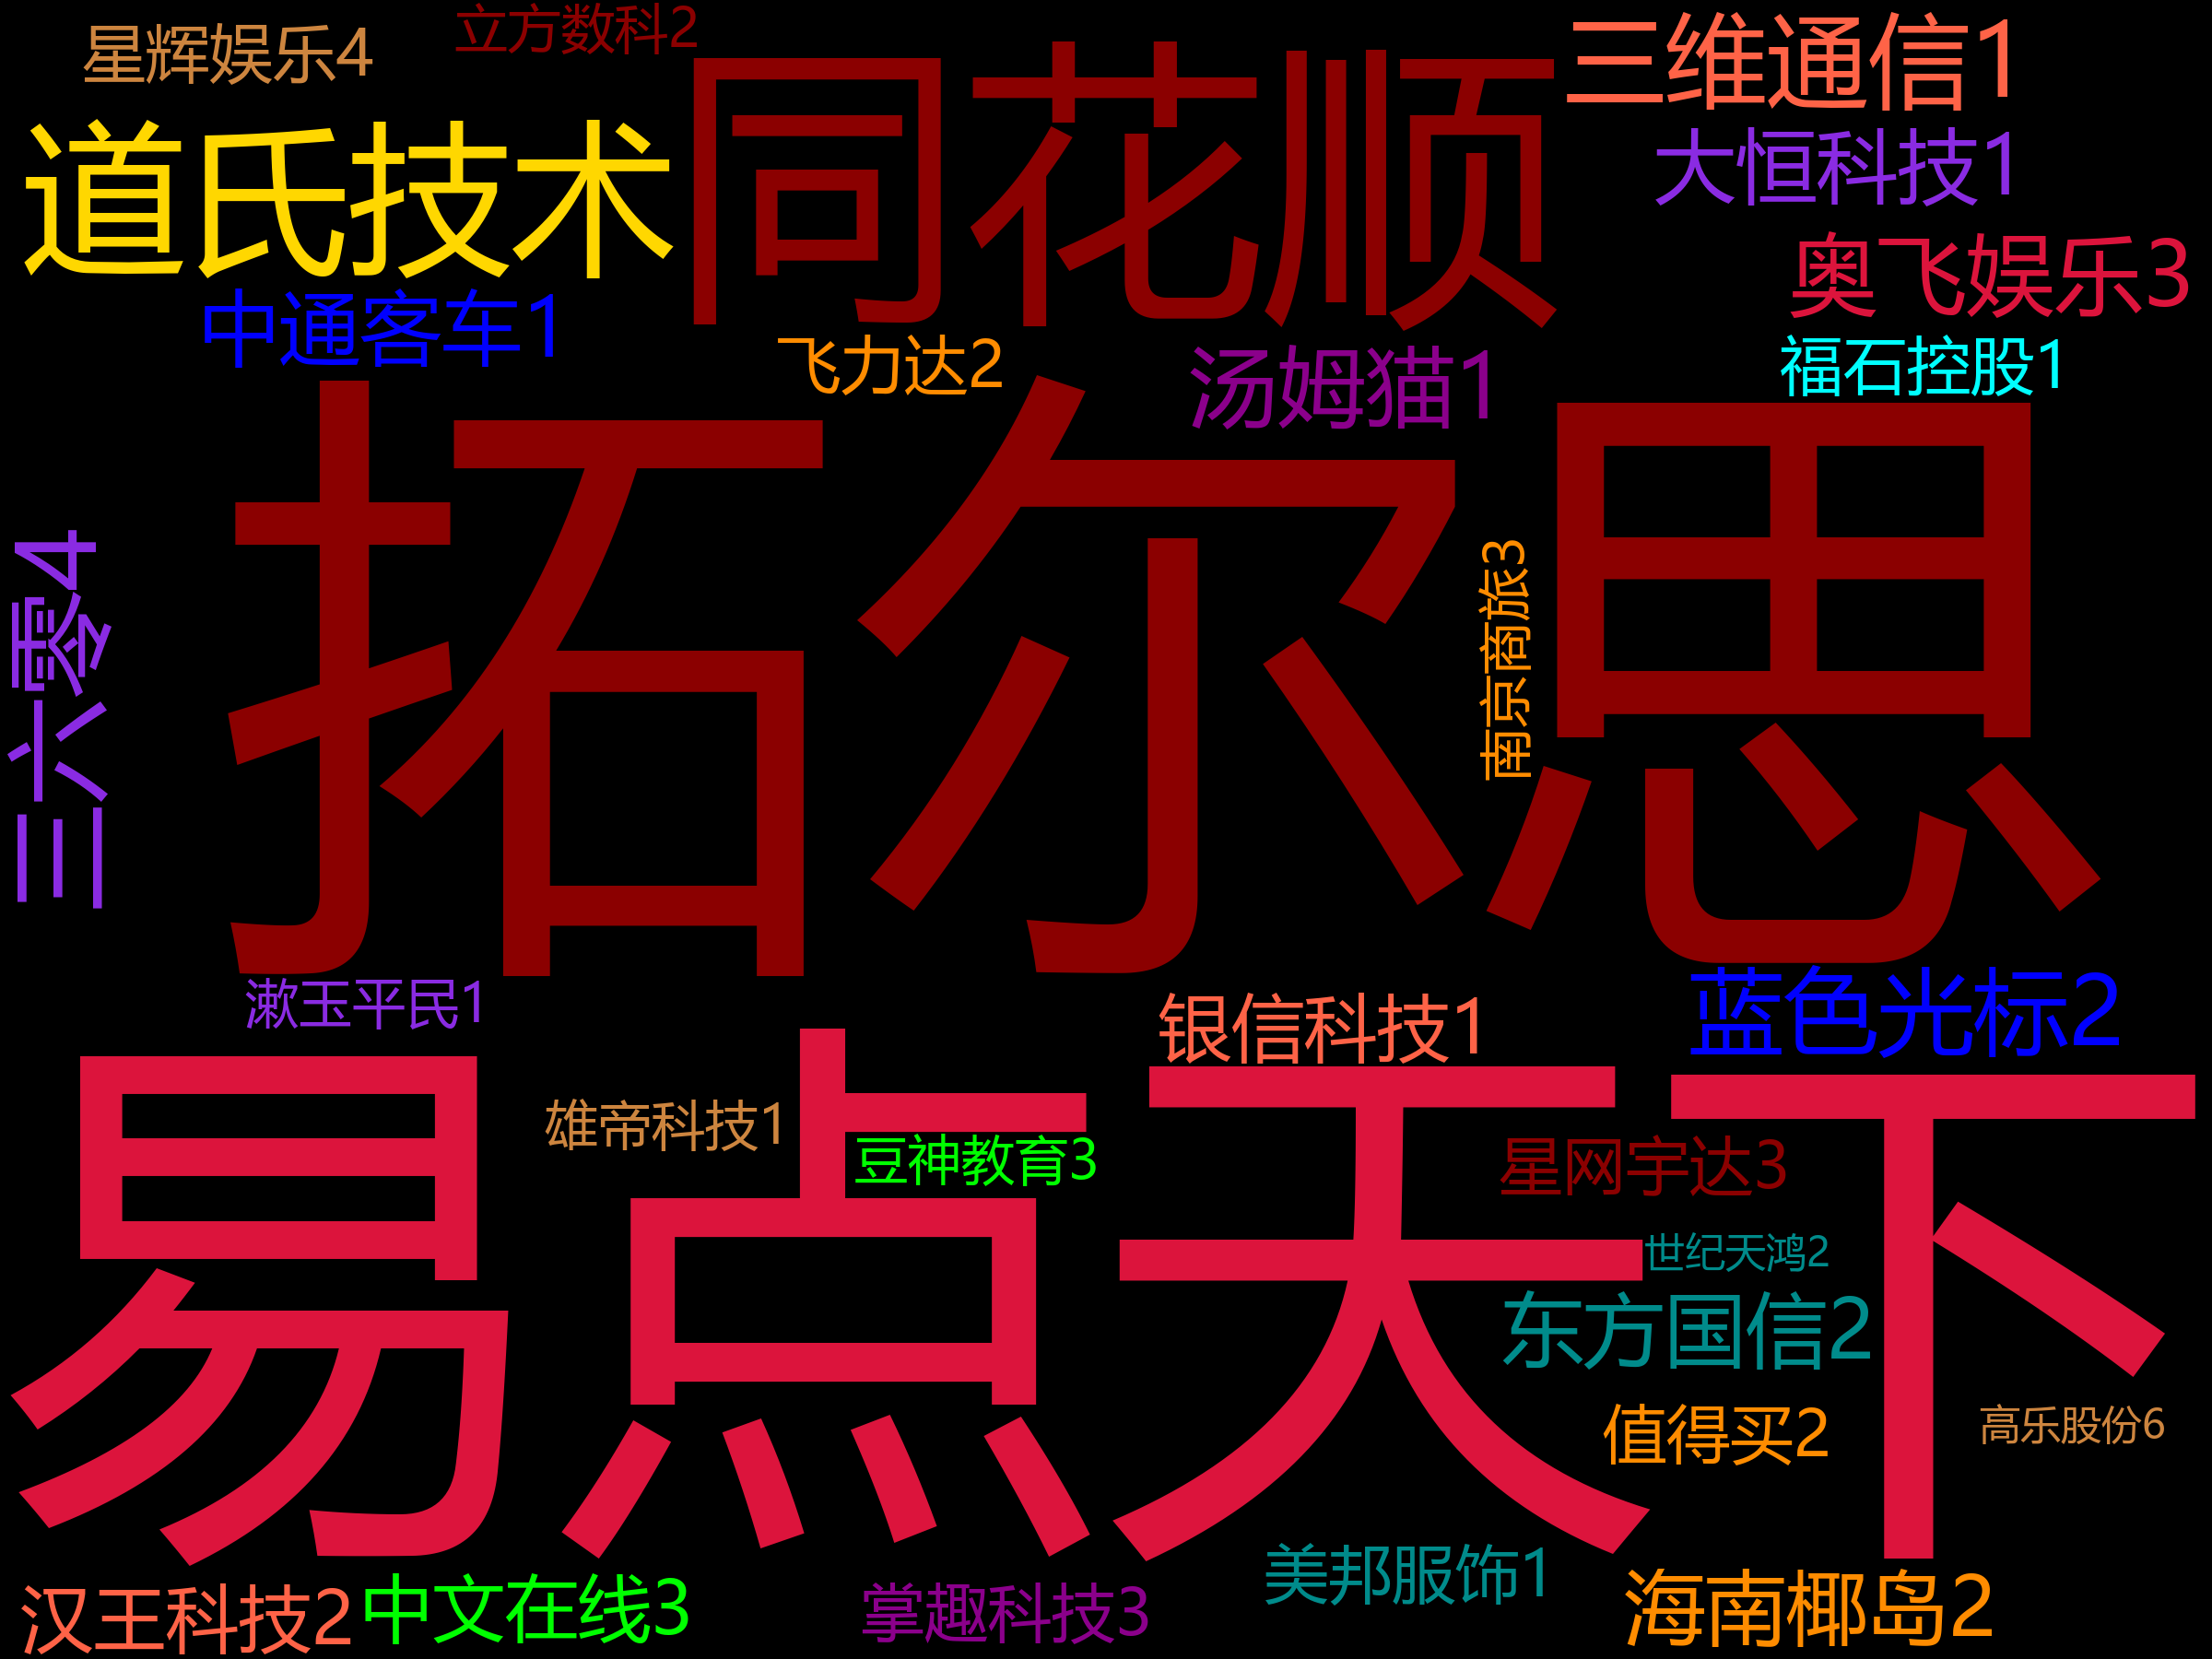 星辉娱乐4
立方数科2
三维通信1
道氏技术
同花顺
大恒科技1
奥飞娱乐3
中通客车1
飞力达2
汤姆猫1
福石控股1
拓尔思
三六零4
南京商旅3
漱玉平民1
银信科技1
蓝色光标2
易点天下
雄帝科技1
豆神教育3
星网宇达3
世纪天鸿2
东方国信2
值得买2
高乐股份6
美邦服饰1
汉王科技2
中文在线3
掌趣科技3
海南椰岛2